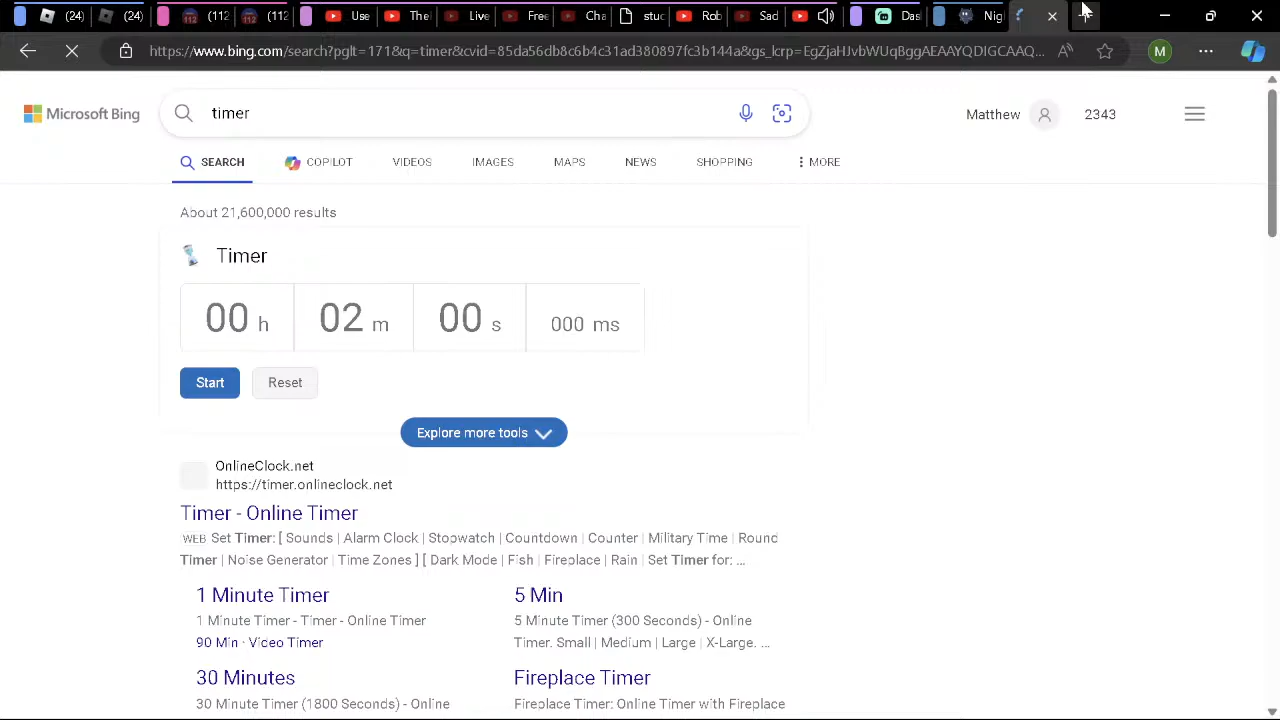 (24)
(24)
(112
(112
Use
The
Live
Free
Cha
stuc
Rob
Sad
Das
Nig
https://www.bing.com/search?pglt=171&q=timer&cvid=85da56db8c6b4c31ad380897fc3b144a&gs_lcrp=EgZjaHJvbWUqBggAEAAYQDIGCAAQ...
M
Microsoft Bing
timer
Matthew
2343
SEARCH
COPILOT
VIDEOS
IMAGES
MAPS
NEWS
SHOPPING
MORE
About 21,600,000 results
Timer
00 h
02 m
00 s
000 ms
Start
Reset
Explore more tools
OnlineClock.net
https://timer.onlineclock.net
Timer - Online Timer
WEB Set Timer: [ Sounds | Alarm Clock | Stopwatch | Countdown | Counter | Military Time | Round
Timer | Noise Generator | Time Zones ] [ Dark Mode | Fish | Fireplace | Rain | Set Timer for: ...
1 Minute Timer
1 Minute Timer - Timer - Online Timer
90 Min · Video Timer
5 Min
5 Minute Timer (300 Seconds) - Online
Timer. Small | Medium | Large | X-Large. ...
30 Minutes
30 Minute Timer (1800 Seconds) - Online
Fireplace Timer
Fireplace Timer: Online Timer with Fireplace